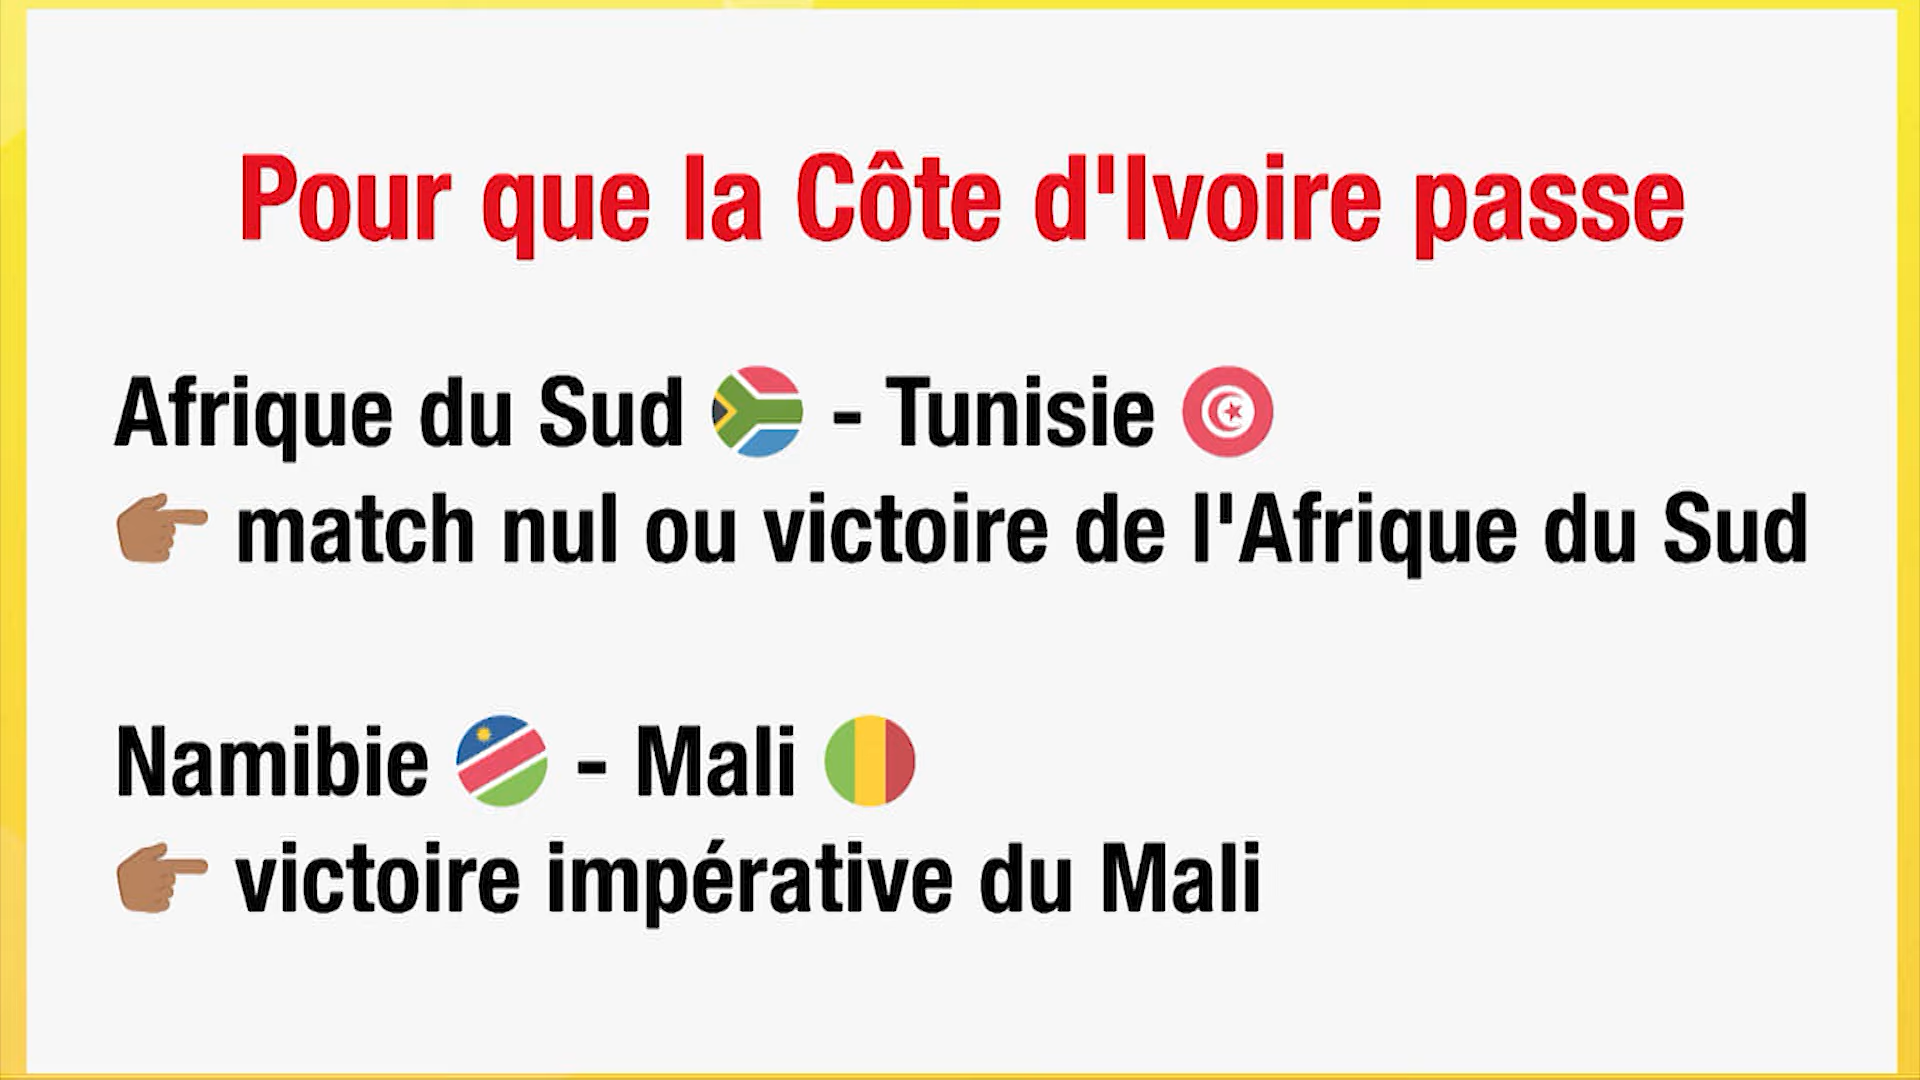 Pour que la Côte d'Ivoire passe
Afrique du Sud - Tunisie
match nul ou victoire de l'Afrique du Sud
Namibie - Mali
victoire impérative du Mali